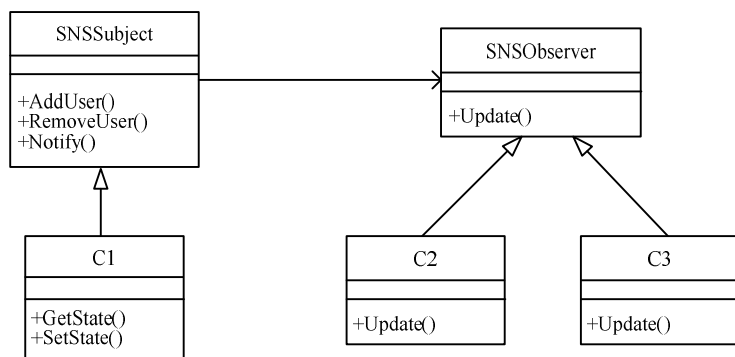 SNSSubject
+AddUser()
+RemoveUser()
+Notify()
SNSObserver
+Update()
C1
+GetState()
+SetState()
C2
+Update()
C3
+Update()